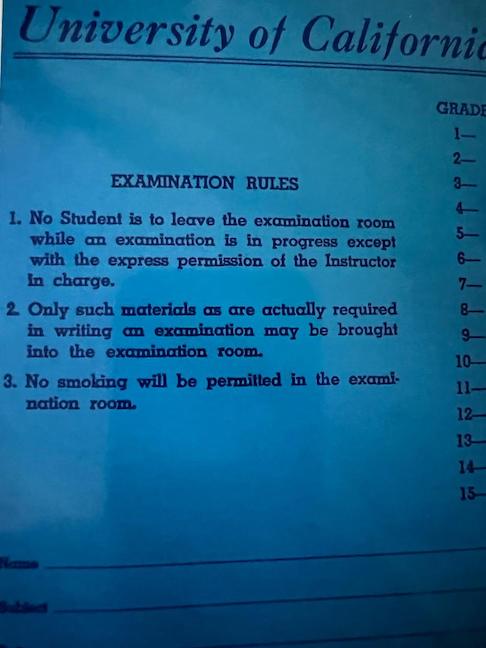 University of California
GRADE
1—
2—
3—
4—
5—
6—
7—
8—
9—
10—
11—
12—
13—
14—
15—
EXAMINATION RULES
1. No Student is to leave the examination room
while an examination is in progress except
with the express permission of the Instructor
in charge.
2. Only such materials as are actually required
in writing an examination may be brought
into the examination room.
3. No smoking will be permitted in the exami-
nation room.
Name
Subject